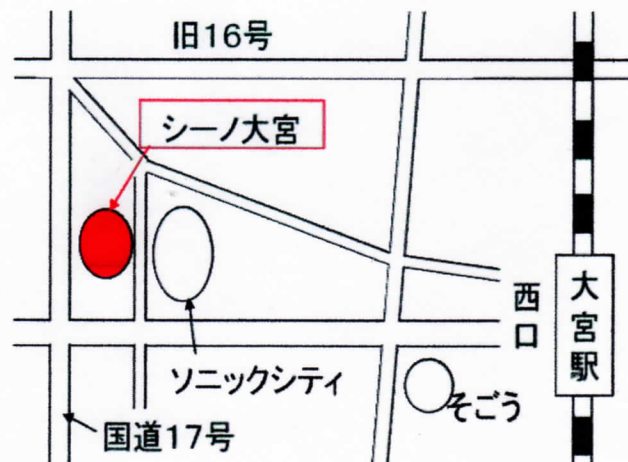 旧16号
シーノ大宮
西口
大宮駅
ソニックシティ
そごう
国道17号